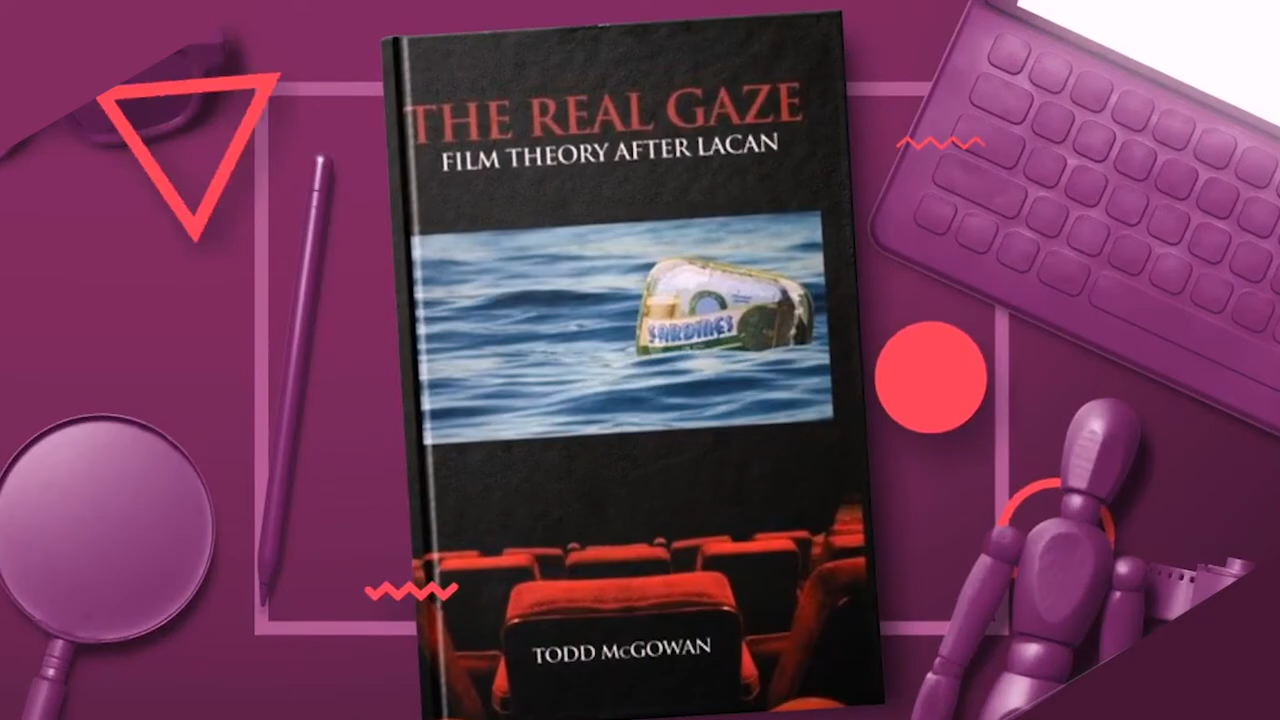 THE REAL GAZE
FILM THEORY AFTER LACAN
SARDINES
TODD McGOWAN